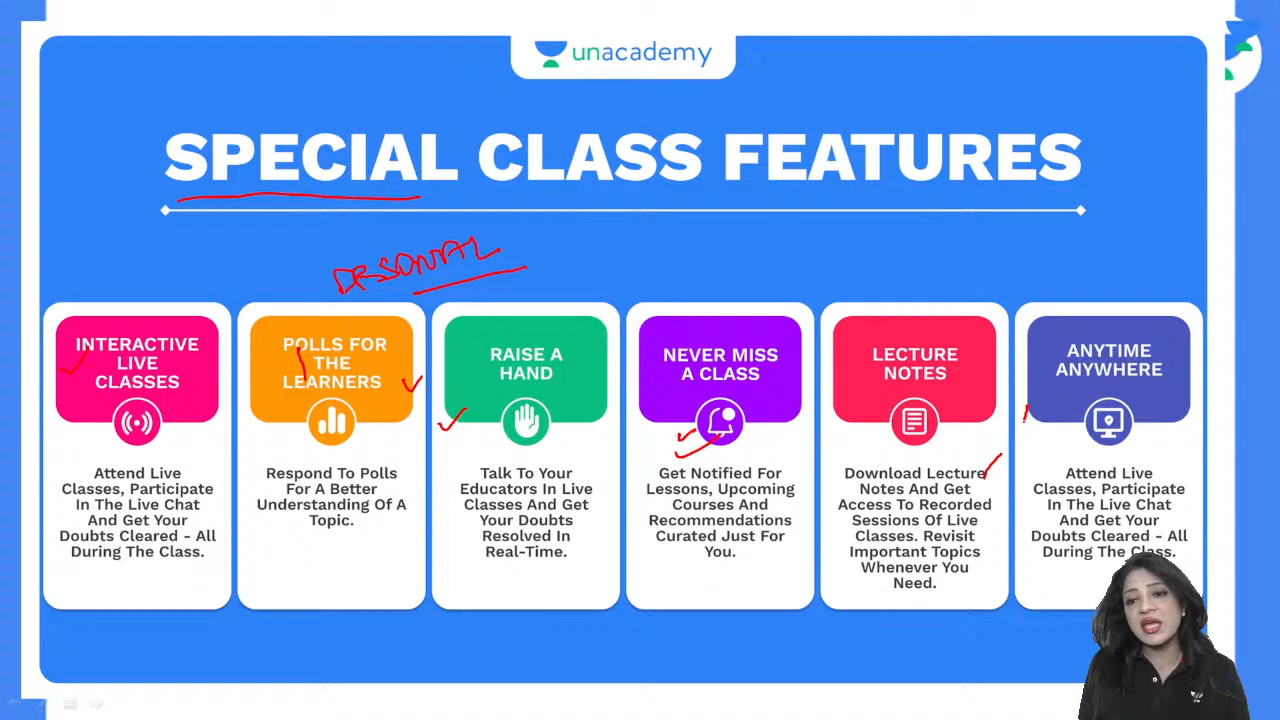 unacademy
SPECIAL CLASS FEATURES
INTERACTIVE
LIVE
CLASSES
Attend Live
Classes, Participate
In The Live Chat
And Get Your
Doubts Cleared - All
During The Class.
POLLS FOR
THE
LEARNERS
Respond To Polls
For A Better
Understanding Of A
Topic.
RAISE A
HAND
Talk To Your
Educators In Live
Classes And Get
Your Doubts
Resolved In
Real-Time.
NEVER MISS
A CLASS
Get Notified For
Lessons, Upcoming
Courses And
Recommendations
Curated Just For
You.
LECTURE
NOTES
Download Lecture
Notes And Get
Access To Recorded
Sessions Of Live
Classes. Revisit
Important Topics
Whenever You
Need.
ANYTIME
ANYWHERE
Attend Live
Classes, Participate
In The Live Chat
And Get Your
Doubts Cleared - All
During The Class.